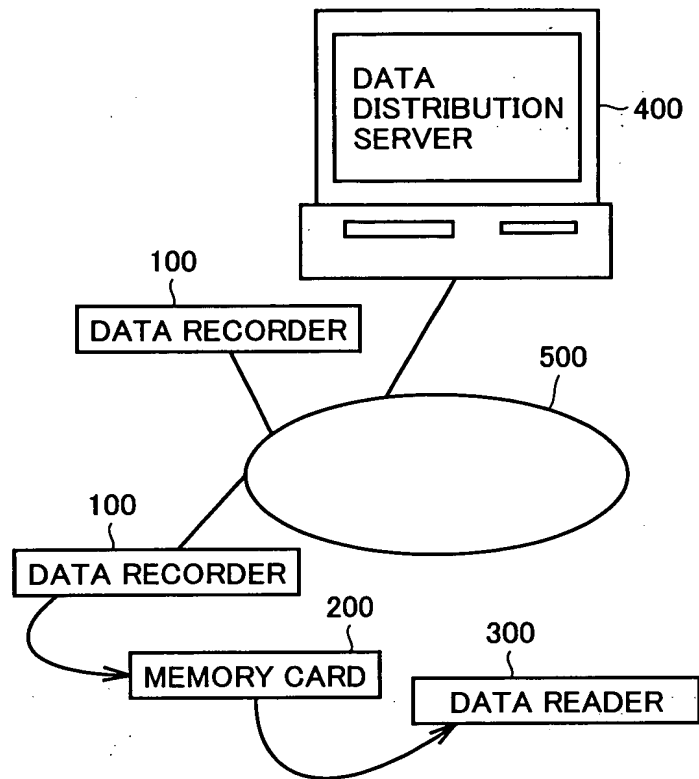 DATA
DISTRIBUTION
SERVER
400
100
DATA RECORDER
500
100
DATA RECORDER
200
MEMORY CARD
300
DATA READER